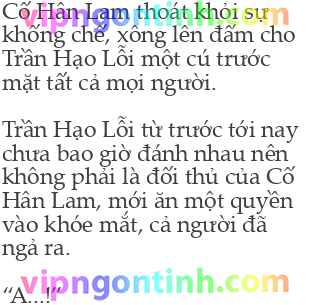 Cố Hân Lam thoát khỏi sự
khống chế, xông lên đấm cho
Trần Hạo Lỗi một cú trước
mặt tất cả mọi người.
Trần Hạo Lỗi từ trước tới nay
chưa bao giờ đánh nhau nên
không phải là đối thủ của Cố
Hân Lam, mới ăn một quyền
vào khóe mắt, cả người đã
ngả ra.
vipngontinh.com
“A...!”
vipngontinh.com